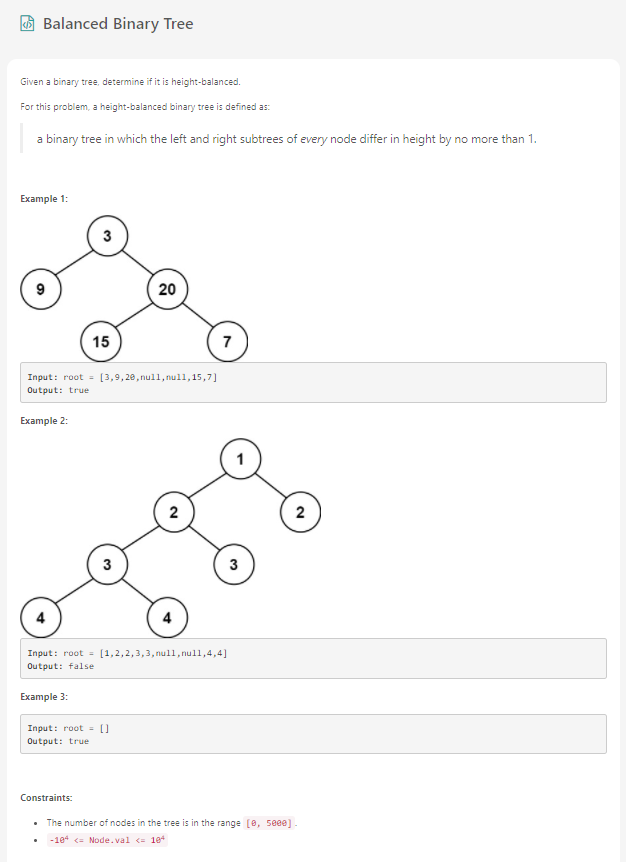 Balanced Binary Tree
Given a binary tree, determine if it is height-balanced.
For this problem, a height-balanced binary tree is defined as:
a binary tree in which the left and right subtrees of every node differ in height by no more than 1.
Example 1:
3
9 20
15 7
Input: root = [3,9,20,null,null,15,7]
Output: true
Example 2:
1
2 2
3 3
4 4
Input: root = [1,2,2,3,3,null,null,4,4]
Output: false
Example 3:
Input: root = []
Output: true
Constraints:
• The number of nodes in the tree is in the range [0, 5000].
• -10⁴ <= Node.val <= 10⁴